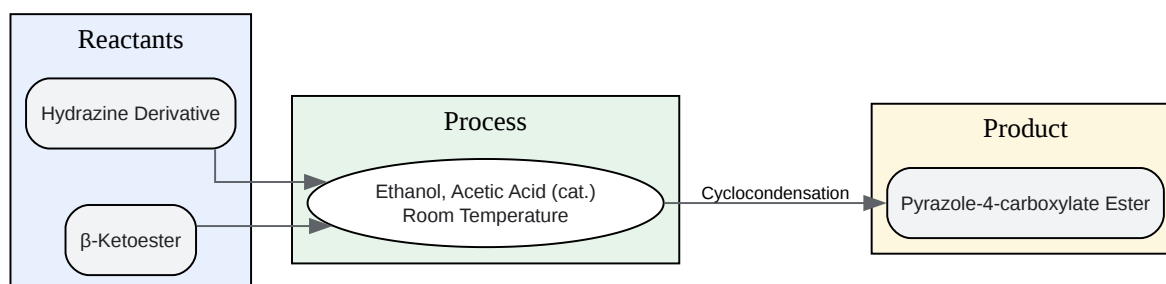 Reactants
Hydrazine Derivative
β-Ketoester
Process
Ethanol, Acetic Acid (cat.)
Room Temperature
Cyclocondensation
Product
Pyrazole-4-carboxylate Ester